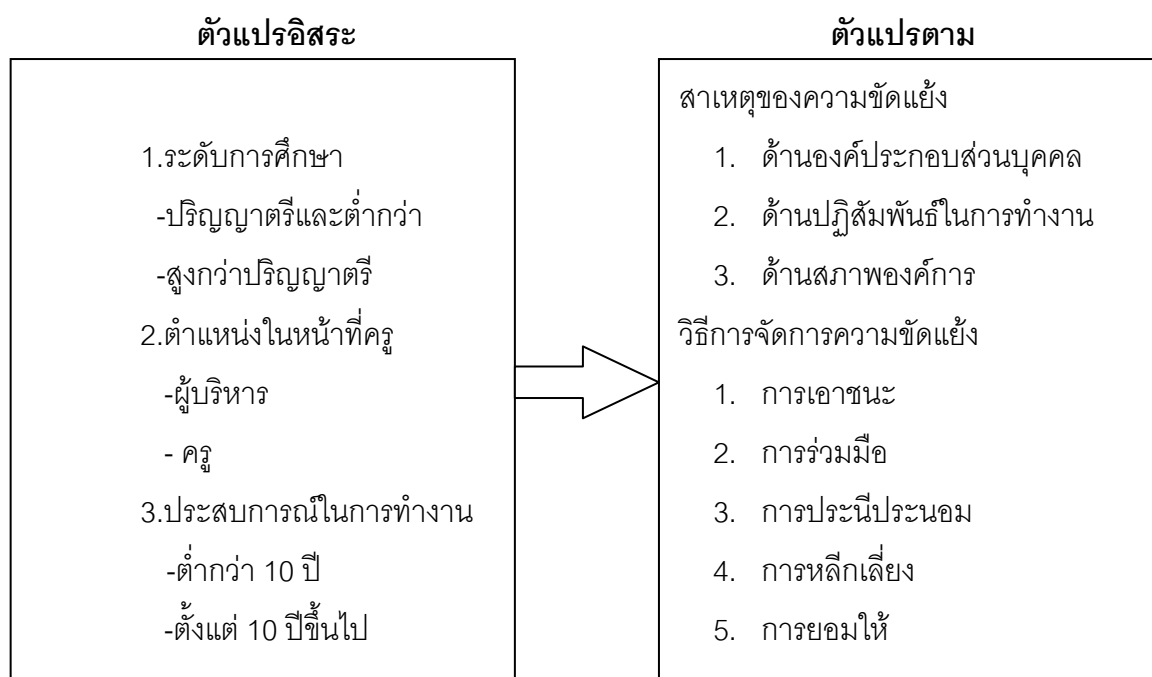 ตัวแปรอิสระ
1.ระดับการศึกษา
-ปริญญาตรีและต่ำกว่า
-สูงกว่าปริญญาตรี
2.ตำแหน่งในหน้าที่ครู
-ผู้บริหาร
- ครู
3.ประสบการณ์ในการทำงาน
-ต่ำกว่า 10 ปี
-ตั้งแต่ 10 ปีขึ้นไป
ตัวแปรตาม
สาเหตุของความขัดแย้ง
1. ด้านองค์ประกอบส่วนบุคคล
2. ด้านปฏิสัมพันธ์ในการทำงาน
3. ด้านสภาพองค์การ
วิธีการจัดการความขัดแย้ง
1. การเอาชนะ
2. การร่วมมือ
3. การประนีประนอม
4. การหลีกเลี่ยง
5. การยอมให้